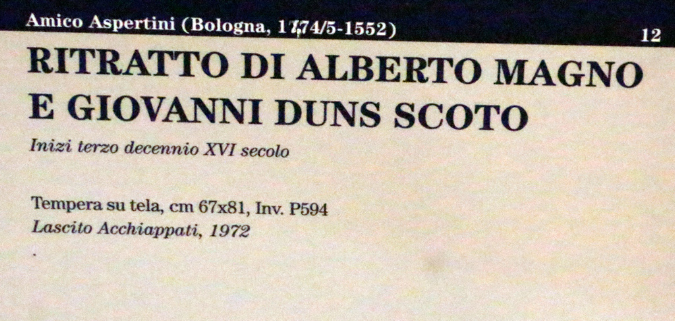 Amico Aspertini (Bologna, 1474/5-1552)
12
RITRATTO DI ALBERTO MAGNO
E GIOVANNI DUNS SCOTO
Inizi terzo decennio XVI secolo
Tempera su tela, cm 67x81, Inv. P594
Lascito Acchiappati, 1972